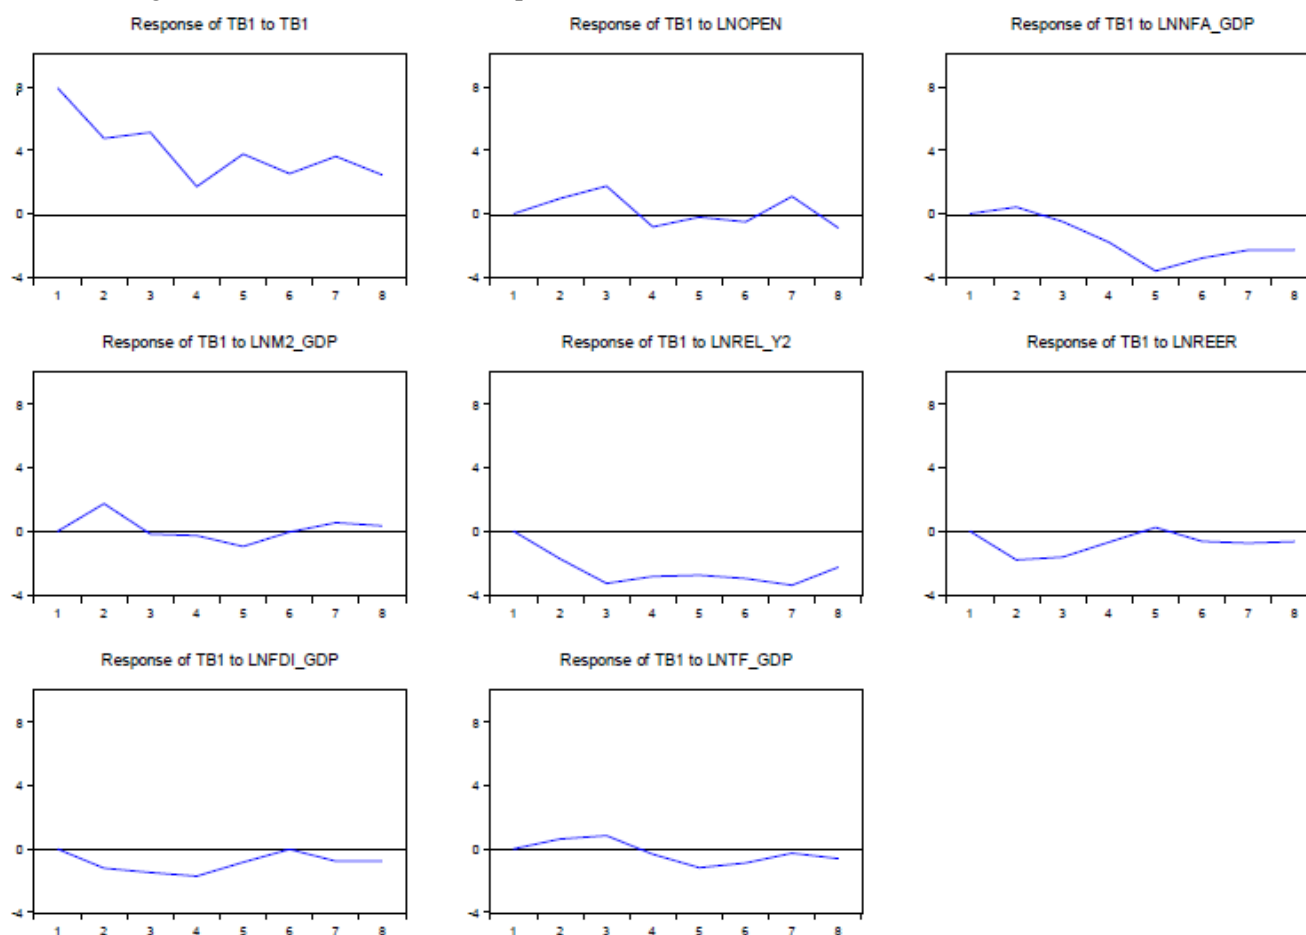 Response of TB1 to TB1
Response of TB1 to LNOPEN
Response of TB1 to LNNFA_GDP
8
4
0
-4
1 2 3 4 5 6 7 8
8
4
0
-4
1 2 3 4 5 6 7 8
8
4
0
-4
1 2 3 4 5 6 7 8
Response of TB1 to LNM2_GDP
Response of TB1 to LNREL_Y2
Response of TB1 to LNREER
8
4
0
-4
1 2 3 4 5 6 7 8
8
4
0
-4
1 2 3 4 5 6 7 8
8
4
0
-4
1 2 3 4 5 6 7 8
Response of TB1 to LNFDI_GDP
Response of TB1 to LNTF_GDP
8
4
0
-4
1 2 3 4 5 6 7 8
8
4
0
-4
1 2 3 4 5 6 7 8